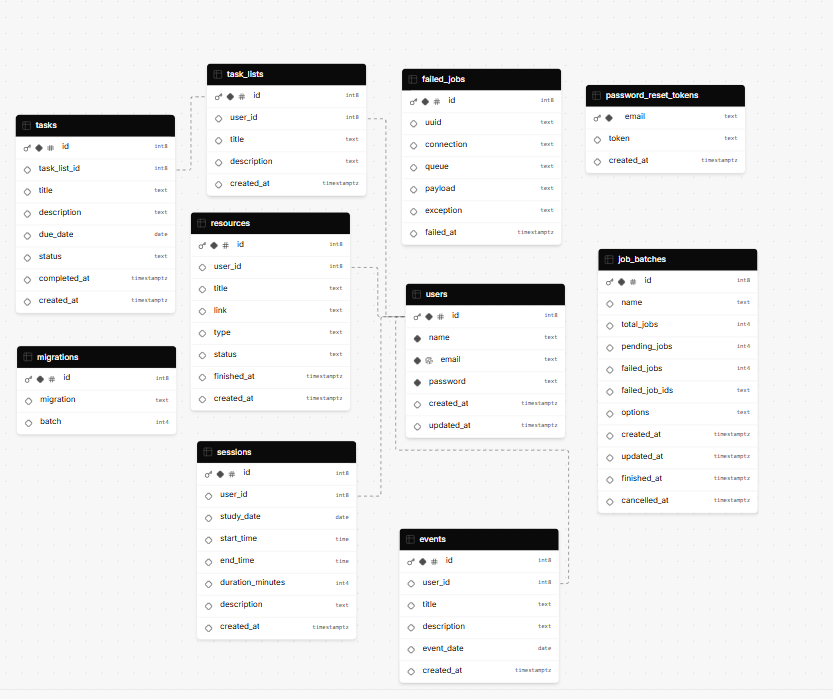 task_lists
id int8
user_id int8
title text
description text
created_at timestamptz
failed_jobs
id int8
uuid text
connection text
queue text
payload text
exception text
failed_at timestamptz
password_reset_tokens
email text
token text
created_at timestamptz
tasks
id int8
task_list_id int8
title text
description text
due_date date
status text
completed_at timestamptz
created_at timestamptz
resources
id int8
user_id int8
title text
link text
type text
status text
finished_at timestamptz
created_at timestamptz
job_batches
id int8
name text
total_jobs int4
pending_jobs int4
failed_jobs int4
failed_job_ids text
options text
created_at timestamptz
updated_at timestamptz
finished_at timestamptz
cancelled_at timestamptz
users
id int8
name text
email text
password text
created_at timestamptz
updated_at timestamptz
migrations
id int8
migration text
batch int4
sessions
id int8
user_id int8
study_date date
start_time time
end_time time
duration_minutes int4
description text
created_at timestamptz
events
id int8
user_id int8
title text
description text
event_date date
created_at timestamptz